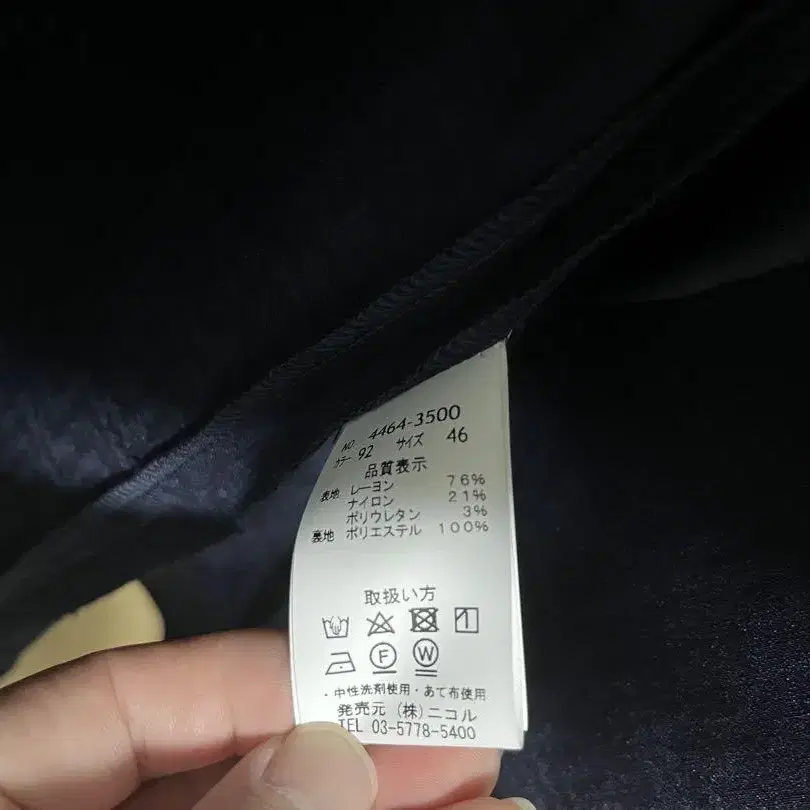 NO. 4464-3500
カラー 92 サイズ 46
品質表示
表地 レーヨン 76%
ナイロン 21%
ポリウレタン 3%
裏地 ポリエステル 100%
取扱い方
F W
・中性洗剤使用・あて布使用
発売元 (株)ニコル
TEL 03-5778-5400